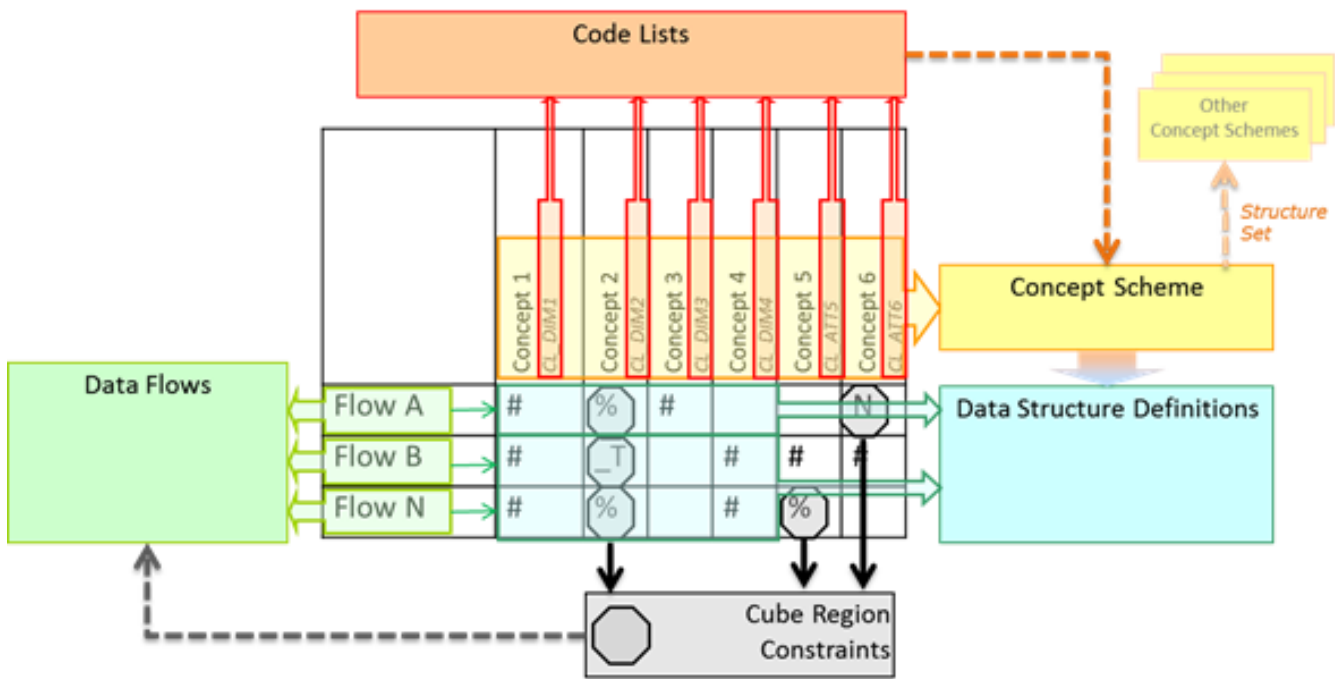 Code Lists
Other
Concept Schemes
Structure
Set
Concept 1
CL_DIM1
Concept 2
CL_DIM2
Concept 3
CL_DIM3
Concept 4
CL_DIM4
Concept 5
CL_ATT5
Concept 6
CL_ATT6
Concept Scheme
Data Flows
Flow A
# % # N
Data Structure Definitions
Flow B
# _T # # #
Flow N
# % # %
Cube Region
Constraints